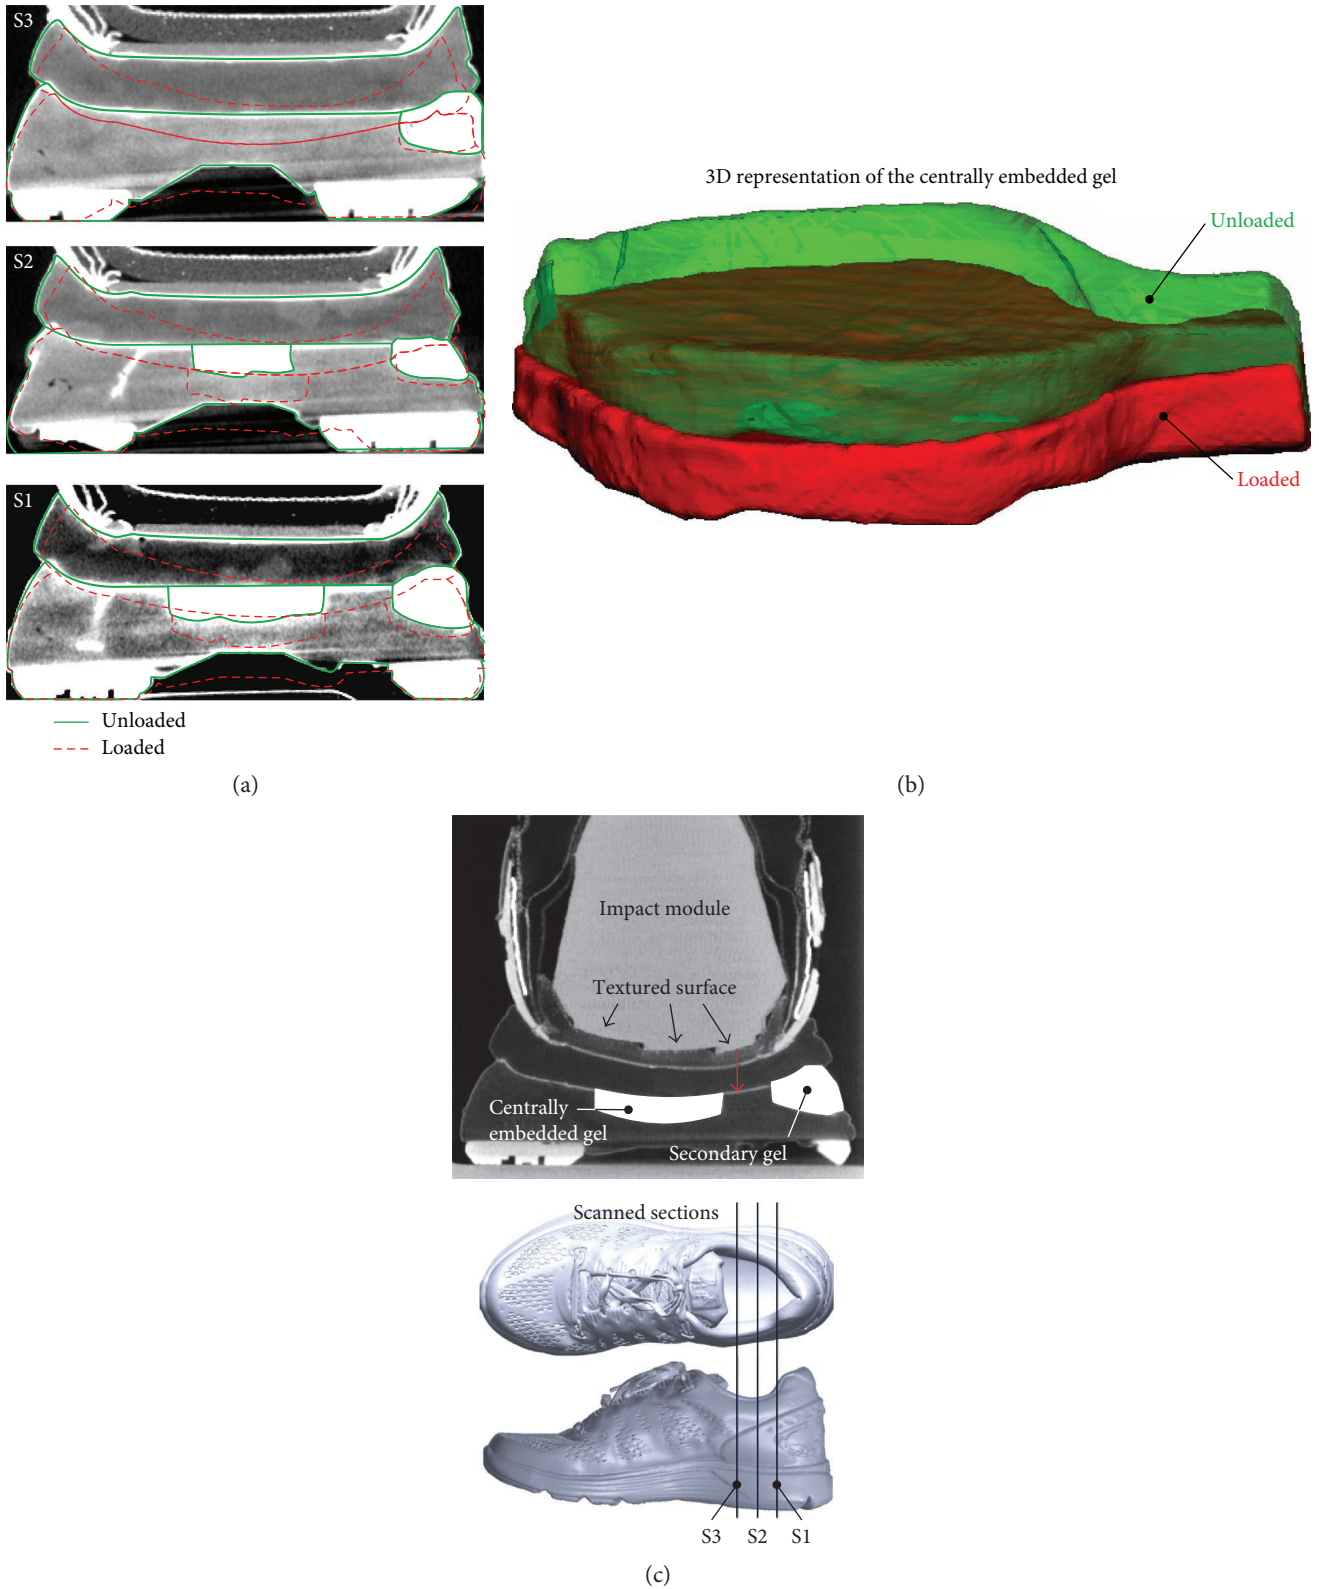 S3
S2
S1
Unloaded
Loaded
(a)
3D representation of the centrally embedded gel
Unloaded
Loaded
(b)
Impact module
Textured surface
Centrally
embedded gel
Secondary gel
Scanned sections
S3 S2 S1
(c)